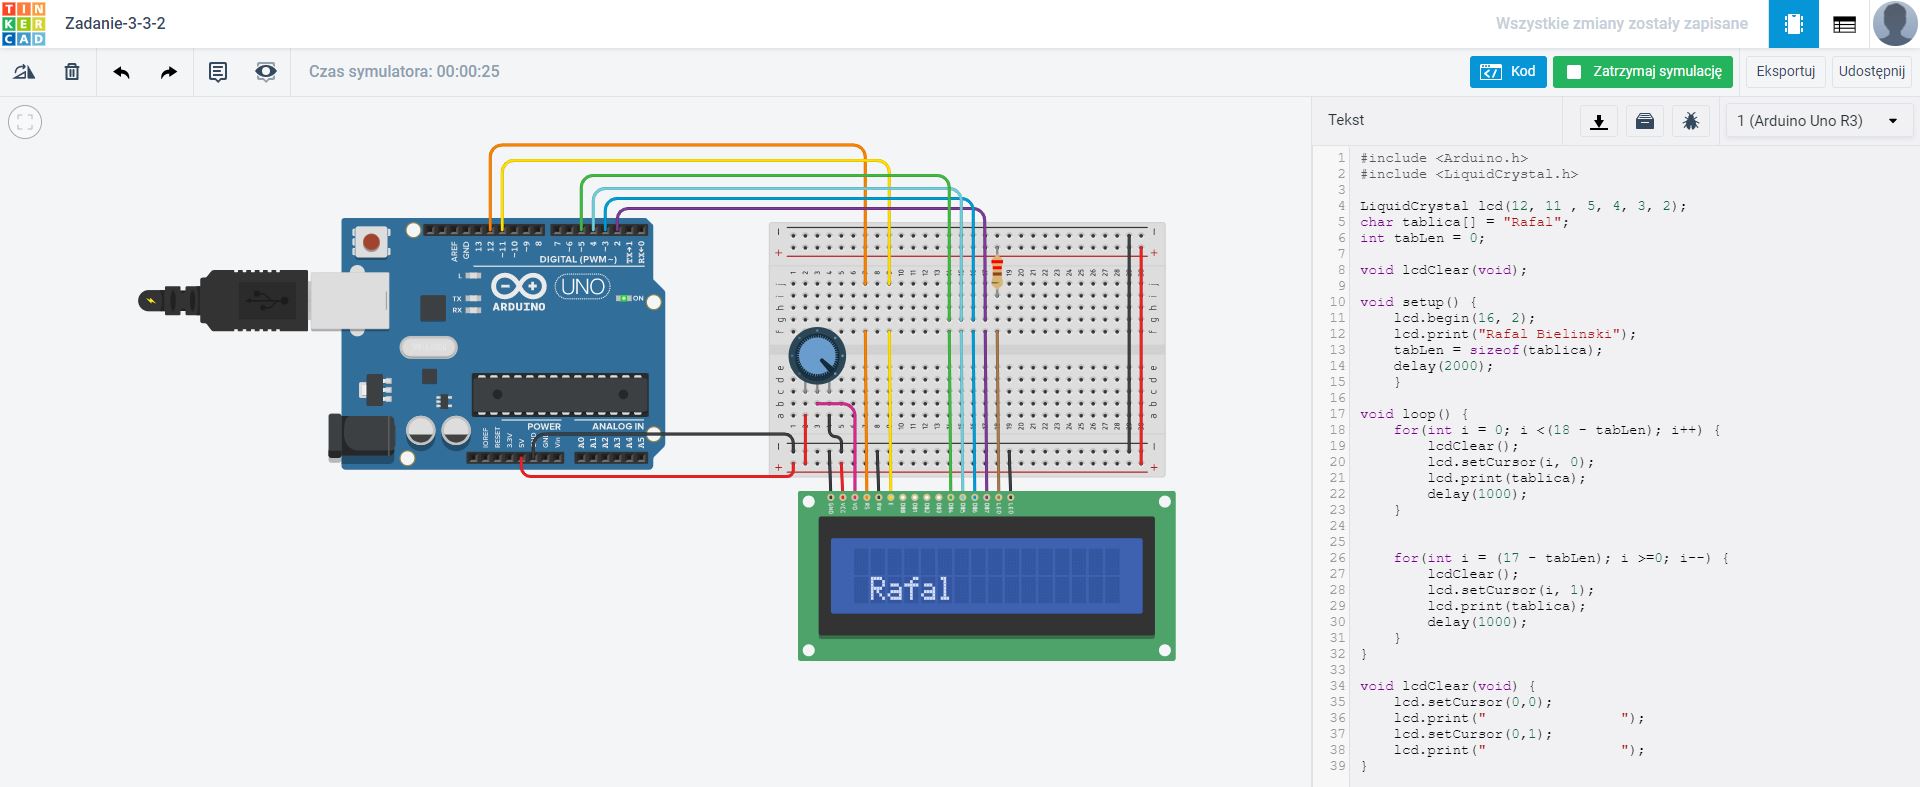 TIN
KER
CAD
Zadanie-3-3-2
Wszystkie zmiany zostały zapisane
Czas symulatora: 00:00:25
Kod
Zatrzymaj symulację
Eksportuj
Udostępnij
Tekst
1 (Arduino Uno R3)
AREF
GND
13
12
~11
~10
~9
8
7
~6
~5
4
~3
2
TX→1
RX←0
DIGITAL (PWM~)
L
TX
RX
ARDUINO
UNO
ON
POWER
ANALOG IN
IOREF
RESET
3.3V
5V
GND
Vin
A0
A1
A2
A3
A4
A5
Rafal
1 #include <Arduino.h>
2 #include <LiquidCrystal.h>
3
4 LiquidCrystal lcd(12, 11 , 5, 4, 3, 2);
5 char tablica[] = "Rafal";
6 int tabLen = 0;
7
8 void lcdClear(void);
9
10 void setup() {
11 lcd.begin(16, 2);
12 lcd.print("Rafal Bielinski");
13 tabLen = sizeof(tablica);
14 delay(2000);
15 }
16
17 void loop() {
18 for(int i = 0; i <(18 - tabLen); i++) {
19 lcdClear();
20 lcd.setCursor(i, 0);
21 lcd.print(tablica);
22 delay(1000);
23 }
24
25
26 for(int i = (17 - tabLen); i >=0; i--) {
27 lcdClear();
28 lcd.setCursor(i, 1);
29 lcd.print(tablica);
30 delay(1000);
31 }
32 }
33
34 void lcdClear(void) {
35 lcd.setCursor(0,0);
36 lcd.print("                ");
37 lcd.setCursor(0,1);
38 lcd.print("                ");
39 }